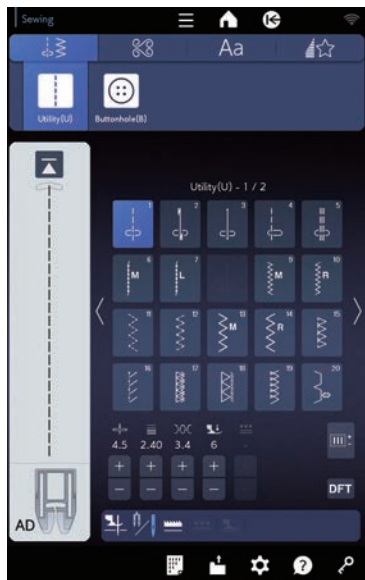 Sewing
Aa
Utility(U) Buttonhole(B)
Utility(U) - 1 / 2
1 2 3 4 5
6 M 7 L 9 M 10 R
11 12 13 M 14 R 15
16 17 18 19 20
4.5 2.40 3.4 6 -
+ + + +
- - - -
DFT
AD
?